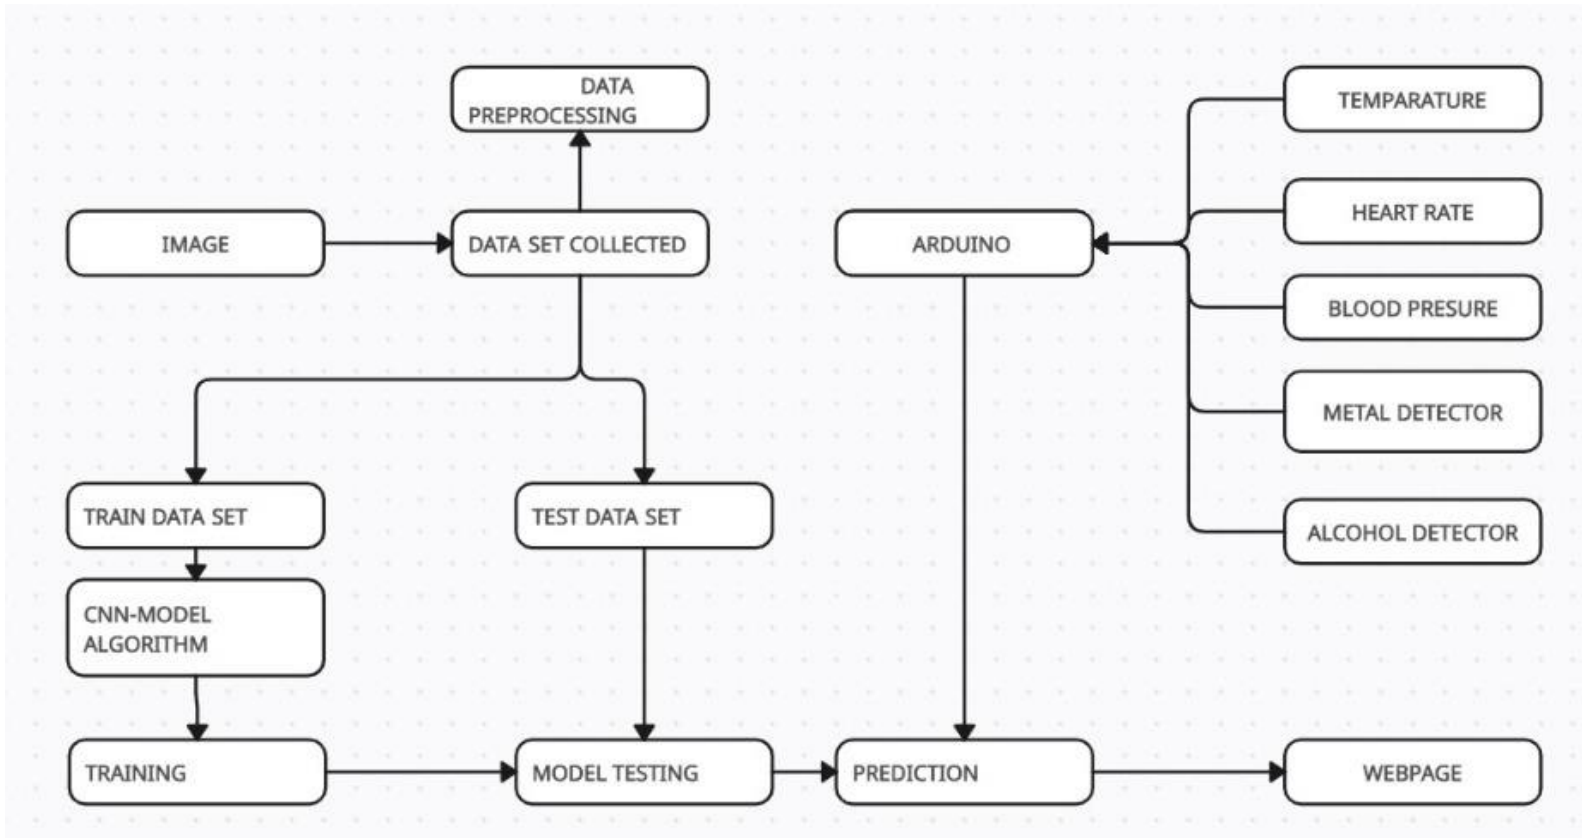 DATA
PREPROCESSING
TEMPARATURE
IMAGE
DATA SET COLLECTED
ARDUINO
HEART RATE
BLOOD PRESURE
METAL DETECTOR
TRAIN DATA SET
TEST DATA SET
ALCOHOL DETECTOR
CNN-MODEL
ALGORITHM
TRAINING
MODEL TESTING
PREDICTION
WEBPAGE